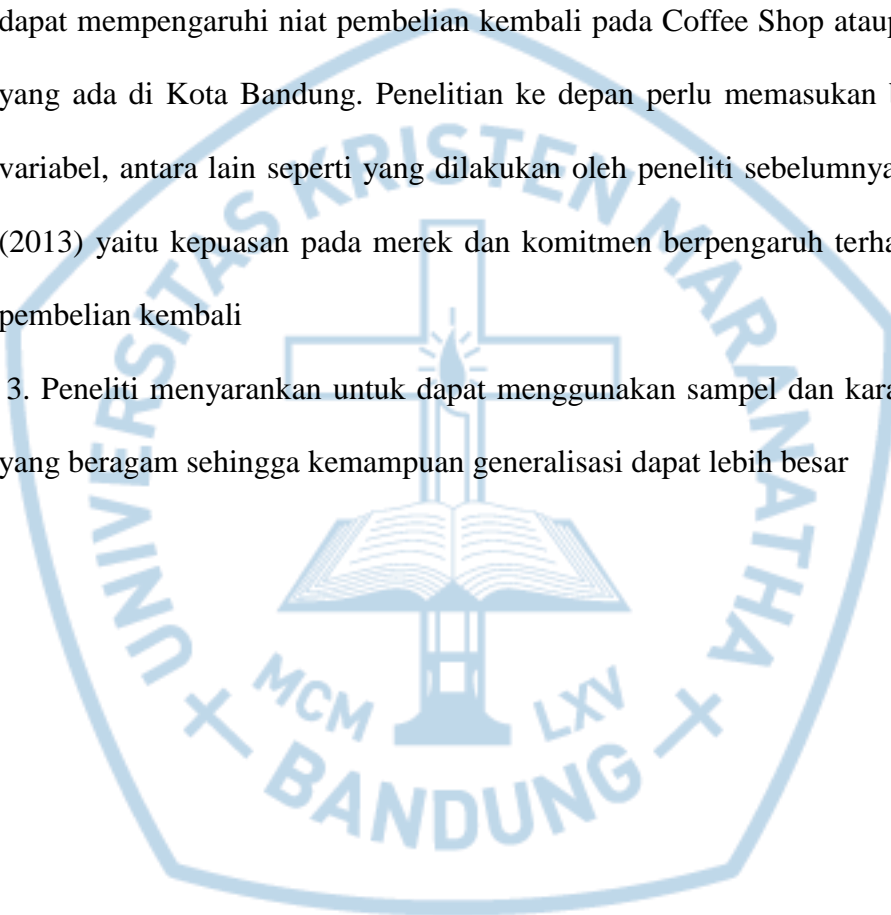 dapat mempengaruhi niat pembelian kembali pada Coffee Shop
yang ada di Kota Bandung. Penelitian ke depan perlu memasukan
variabel, antara lain seperti yang dilakukan oleh peneliti sebelumnya
(2013) yaitu kepuasan pada merek dan komitmen berpengaruh
pembelian kembali
3. Peneliti menyarankan untuk dapat menggunakan sampel dan
yang beragam sehingga kemampuan generalisasi dapat lebih besar
UNIVERSITAS KRISTEN MARANATHA
MCM LXV
BANDUNG